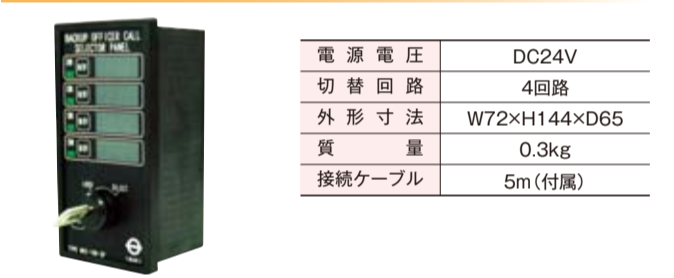 BACKUP OFFICER CALL
SELECTOR PANEL
電源電圧 DC24V
切替回路 4回路
外形寸法 W72×H144×D65
質量 0.3kg
接続ケーブル 5m（付属）